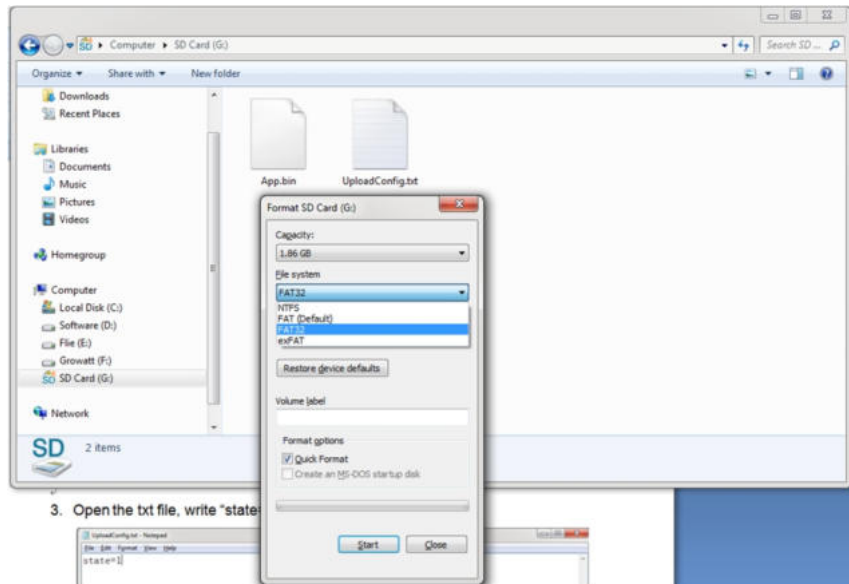 SD Computer SD Card (G:) Search SD ...
Organize Share with New folder
Downloads
Recent Places
Libraries
Documents
Music
Pictures
Videos
Homegroup
Computer
Local Disk (C:)
Software (D:)
Flie (E:)
Growatt (F:)
SD SD Card (G:)
Network
App.bin UploadConfig.txt
SD 2 items
Format SD Card (G:)
Capacity:
1.86 GB
File system
FAT32
NTFS
FAT (Default)
FAT32
exFAT
Restore device defaults
Volume label
Format options
Quick Format
Create an MS-DOS startup disk
Start Close
3. Open the txt file, write "state=
UploadConfig.txt - Notepad
File Edit Format View Help
state=1